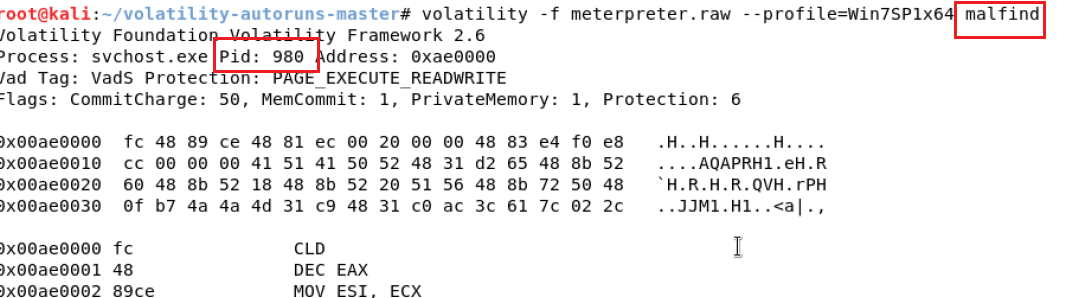 root@kali:~/volatility-autoruns-master# volatility -f meterpreter.raw --profile=Win7SP1x64 malfind
Volatility Foundation Volatility Framework 2.6
Process: svchost.exe Pid: 980 Address: 0xae0000
Vad Tag: VadS Protection: PAGE_EXECUTE_READWRITE
Flags: CommitCharge: 50, MemCommit: 1, PrivateMemory: 1, Protection: 6
0x00ae0000  fc 48 89 ce 48 81 ec 00 20 00 00 48 83 e4 f0 e8   .H..H......H....
0x00ae0010  cc 00 00 00 41 51 41 50 52 48 31 d2 65 48 8b 52   ....AQAPRH1.eH.R
0x00ae0020  60 48 8b 52 18 48 8b 52 20 51 56 48 8b 72 50 48   `H.R.H.R.QVH.rPH
0x00ae0030  0f b7 4a 4a 4d 31 c9 48 31 c0 ac 3c 61 7c 02 2c   ..JJM1.H1..<a|.,
0x00ae0000 fc               CLD
0x00ae0001 48               DEC EAX
0x00ae0002 89ce             MOV ESI, ECX